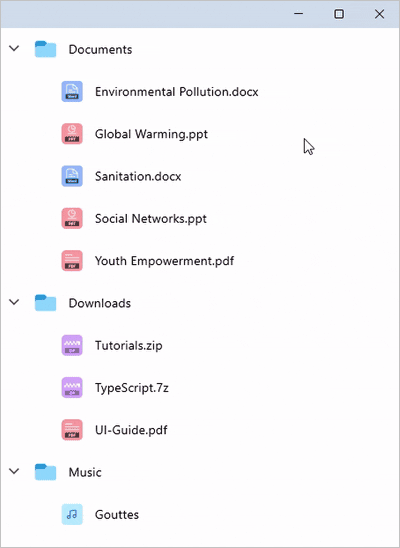 Documents
Environmental Pollution.docx
Global Warming.ppt
Sanitation.docx
Social Networks.ppt
Youth Empowerment.pdf
Downloads
Tutorials.zip
TypeScript.7z
UI-Guide.pdf
Music
Gouttes